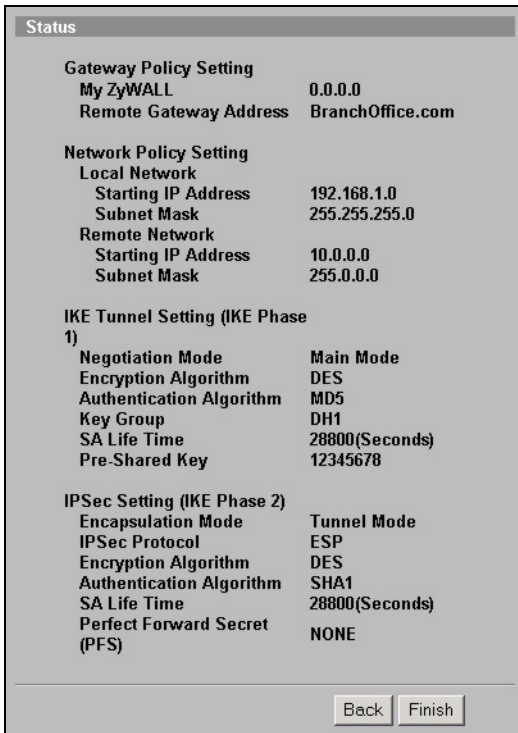 Status
Gateway Policy Setting
My ZyWALL 0.0.0.0
Remote Gateway Address BranchOffice.com
Network Policy Setting
Local Network
Starting IP Address 192.168.1.0
Subnet Mask 255.255.255.0
Remote Network
Starting IP Address 10.0.0.0
Subnet Mask 255.0.0.0
IKE Tunnel Setting (IKE Phase
1)
Negotiation Mode Main Mode
Encryption Algorithm DES
Authentication Algorithm MD5
Key Group DH1
SA Life Time 28800(Seconds)
Pre-Shared Key 12345678
IPSec Setting (IKE Phase 2)
Encapsulation Mode Tunnel Mode
IPSec Protocol ESP
Encryption Algorithm DES
Authentication Algorithm SHA1
SA Life Time 28800(Seconds)
Perfect Forward Secret
(PFS) NONE
Back Finish